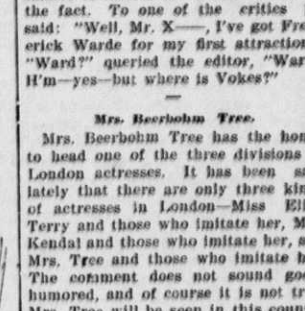 the fact. To one of the critics
said: "Well, Mr. X——, I've got Fre
erick Warde for my first attraction
"Ward?" queried the editor, "War
H'm—yes—but where is Vokes?"
Mrs. Beerbohm Tree.
Mrs. Beerbohm Tree has the hon
to head one of the three divisions
London actresses. It has been sa
lately that there are only three kin
of actresses in London—Miss Ell
Terry and those who imitate her, M
Kendal and those who imitate her, a
Mrs. Tree and those who imitate h
The comment does not sound goo
humored, and of course it is not tr
Mrs. Tree will be seen in this coun